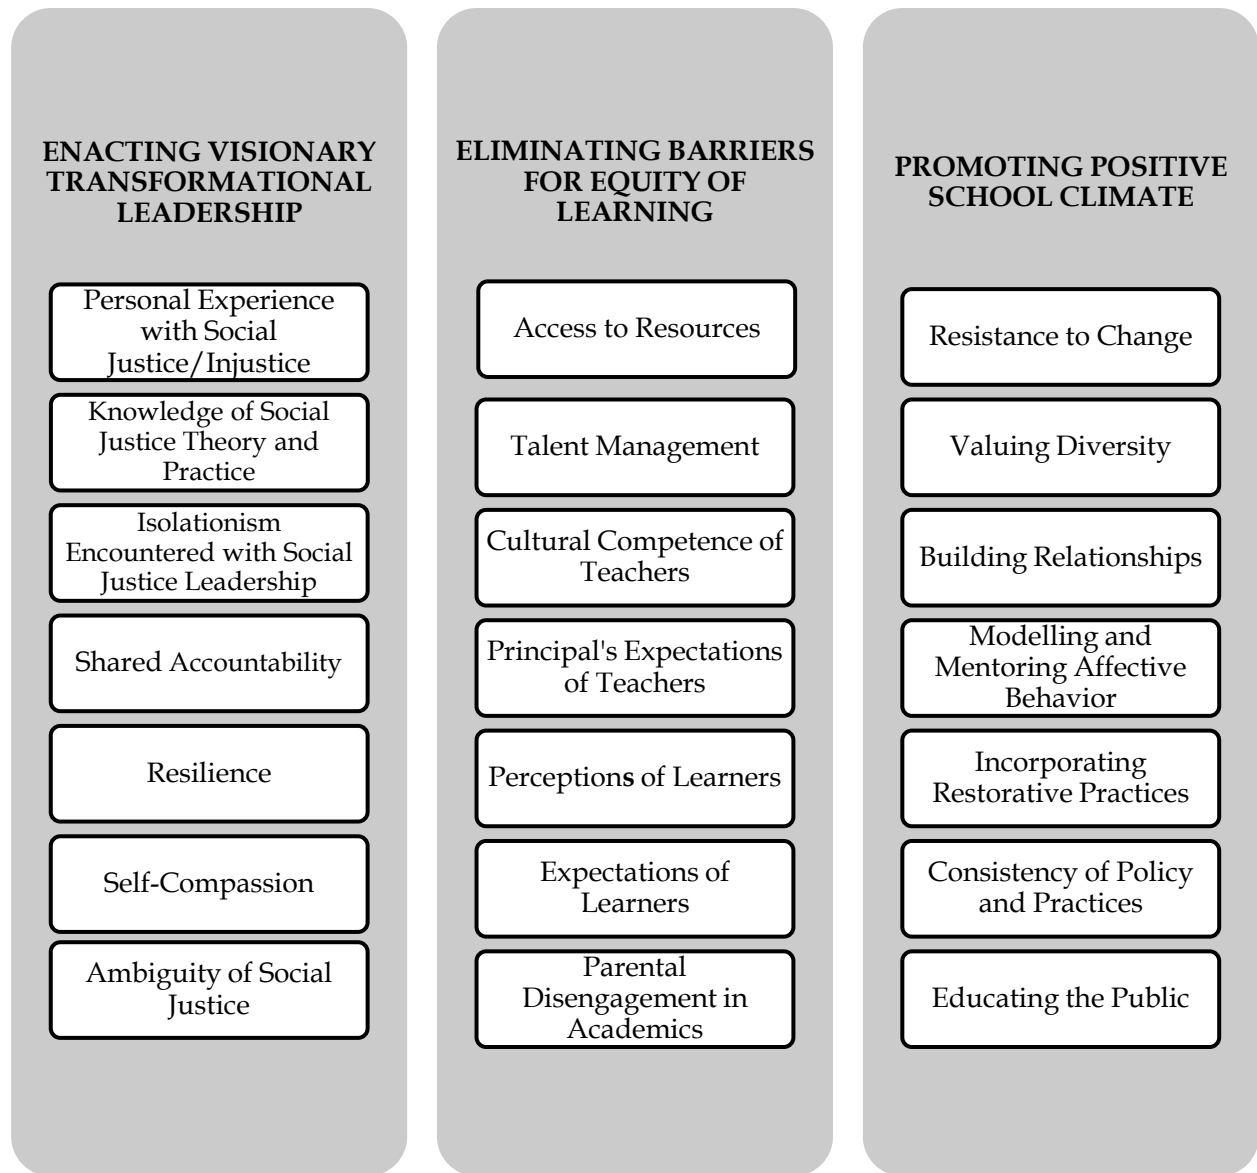 ENACTING VISIONARY
TRANSFORMATIONAL
LEADERSHIP
Personal Experience
with Social
Justice/Injustice
Knowledge of Social
Justice Theory and
Practice
Isolationism
Encountered with Social
Justice Leadership
Shared Accountability
Resilience
Self-Compassion
Ambiguity of Social
Justice
ELIMINATING BARRIERS
FOR EQUITY OF
LEARNING
Access to Resources
Talent Management
Cultural Competence of
Teachers
Principal's Expectations
of Teachers
Perceptions of Learners
Expectations of
Learners
Parental
Disengagement in
Academics
PROMOTING POSITIVE
SCHOOL CLIMATE
Resistance to Change
Valuing Diversity
Building Relationships
Modelling and
Mentoring Affective
Behavior
Incorporating
Restorative Practices
Consistency of Policy
and Practices
Educating the Public